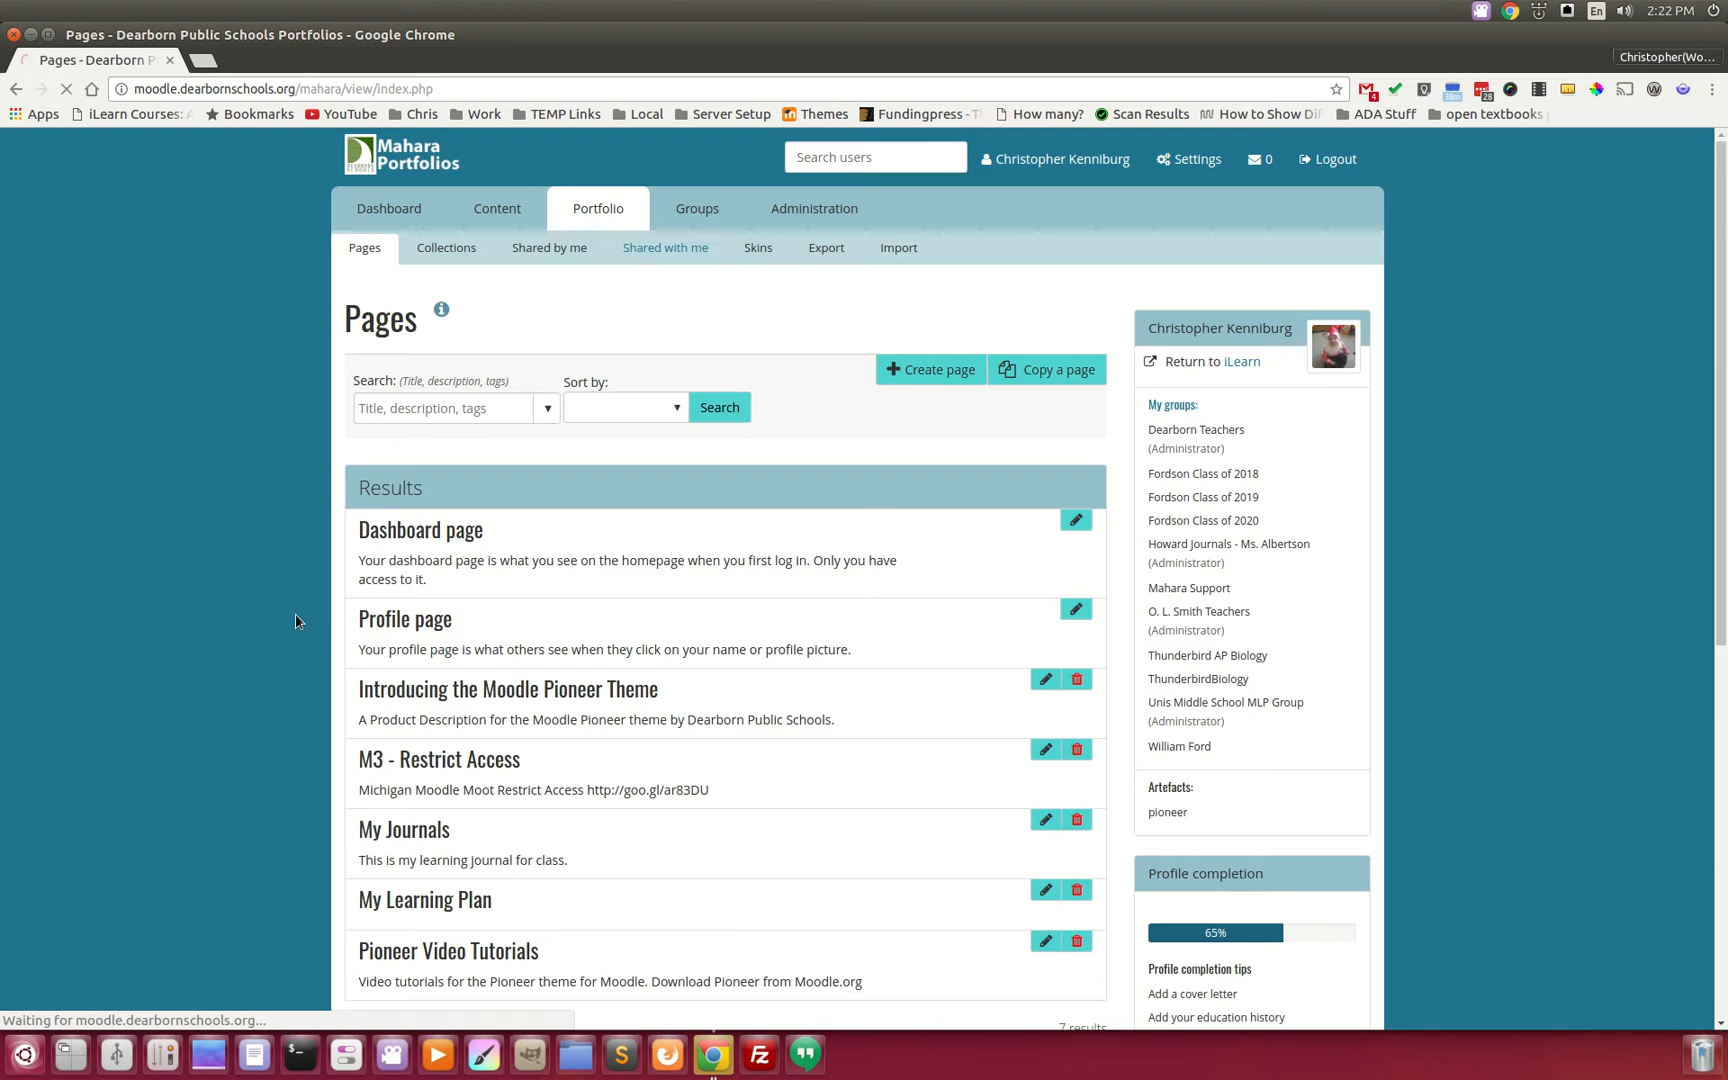 En
2:22 PM
Pages - Dearborn Public Schools Portfolios - Google Chrome
Pages - Dearborn P
Christopher(Wo...
moodle.dearbornschools.org/mahara/view/index.php
4
38m
28
Apps
iLearn Courses:
Bookmarks
YouTube
Chris
Work
TEMP Links
Local
Server Setup
Themes
Fundingpress -
How many?
Scan Results
How to Show
ADA Stuff
open textbooks
Mahara
Portfolios
Search users
Christopher Kenniburg
Settings
0
Logout
Dashboard
Content
Portfolio
Groups
Administration
Pages
Collections
Shared by me
Shared with me
Skins
Export
Import
Pages
Create page
Copy a page
Search: (Title, description, tags)
Sort by:
Title, description, tags
Search
Results
Dashboard page
Your dashboard page is what you see on the homepage when you first log in. Only you have
access to it.
Profile page
Your profile page is what others see when they click on your name or profile picture.
Introducing the Moodle Pioneer Theme
A Product Description for the Moodle Pioneer theme by Dearborn Public Schools.
M3 - Restrict Access
Michigan Moodle Moot Restrict Access http://goo.gl/ar83DU
My Journals
This is my learning journal for class.
My Learning Plan
Pioneer Video Tutorials
Video tutorials for the Pioneer theme for Moodle. Download Pioneer from Moodle.org
7 results
Christopher Kenniburg
Return to iLearn
My groups:
Dearborn Teachers
(Administrator)
Fordson Class of 2018
Fordson Class of 2019
Fordson Class of 2020
Howard Journals - Ms. Albertson
(Administrator)
Mahara Support
O. L. Smith Teachers
(Administrator)
Thunderbird AP Biology
ThunderbirdBiology
Unis Middle School MLP Group
(Administrator)
William Ford
Artefacts:
pioneer
Profile completion
65%
Profile completion tips
Add a cover letter
Add your education history
Waiting for moodle.dearbornschools.org...